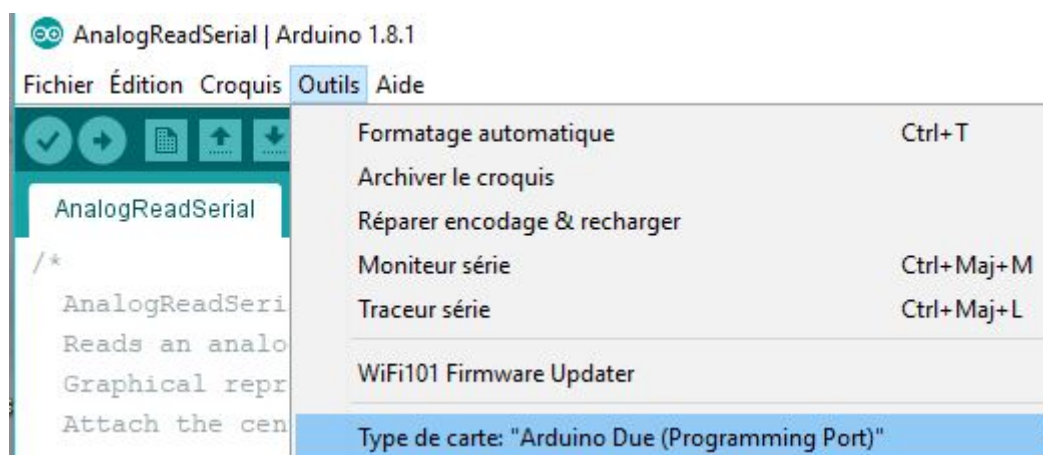 AnalogReadSerial | Arduino 1.8.1
Fichier Édition Croquis Outils Aide
Formatage automatique Ctrl+T
Archiver le croquis
AnalogReadSerial
Réparer encodage & recharger
/*
Moniteur série Ctrl+Maj+M
AnalogReadSeri
Traceur série Ctrl+Maj+L
Reads an analo
WiFi101 Firmware Updater
Graphical repr
Attach the cen
Type de carte: "Arduino Due (Programming Port)"